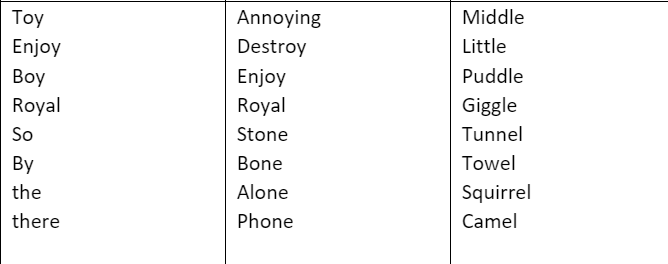 Toy Annoying Middle
Enjoy Destroy Little
Boy Enjoy Puddle
Royal Royal Giggle
So Stone Tunnel
By Bone Towel
the Alone Squirrel
there Phone Camel